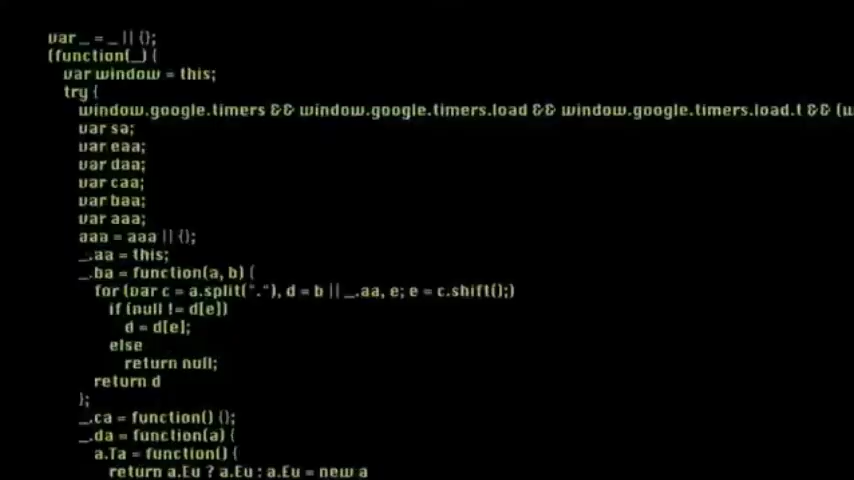 var _ = _ || {};
(function(_) {
var window = this;
try {
window.google.timers && window.google.timers.load && window.google.timers.load.t && (w
var sa;
var eaa;
var daa;
var caa;
var baa;
var aaa;
aaa = aaa || {};
_.aa = this;
_.ba = function(a, b) {
for (var c = a.split("."), d = b || _.aa, e; e = c.shift();)
if (null != d[e])
d = d[e];
else
return null;
return d
};
_.ca = function() {};
_.da = function(a) {
a.Ta = function() {
return a.Eu ? a.Eu : a.Eu = new a